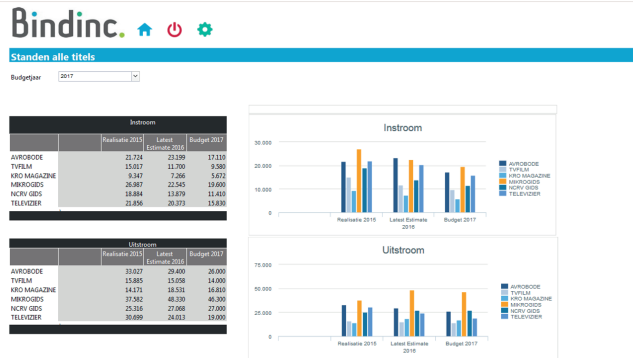 Bindinc.
Standen alle titels
Budgetjaar 2017
Instroom
Realisatie 2015 Latest Estimate 2016 Budget 2017
AVROBODE 21.724 23.199 17.110
TVFILM 15.017 11.700 9.580
KRO MAGAZINE 9.347 7.266 5.672
MIKROGIDS 26.987 22.545 19.600
NCRV GIDS 18.884 13.879 11.410
TELEVIZIER 21.856 20.373 15.830
Instroom
30.000
20.000
10.000
0
Realisatie 2015 Latest Estimate 2016 Budget 2017
AVROBODE
TVFILM
KRO MAGAZINE
MIKROGIDS
NCRV GIDS
TELEVIZIER
Uitstroom
Realisatie 2015 Latest Estimate 2016 Budget 2017
AVROBODE 33.027 29.400 26.000
TVFILM 15.885 15.058 14.000
KRO MAGAZINE 14.171 18.531 16.810
MIKROGIDS 37.582 48.330 46.300
NCRV GIDS 25.316 27.068 27.000
TELEVIZIER 30.699 24.013 19.000
Uitstroom
75.000
50.000
25.000
0
Realisatie 2015 Latest Estimate 2016 Budget 2017
AVROBODE
TVFILM
KRO MAGAZINE
MIKROGIDS
NCRV GIDS
TELEVIZIER